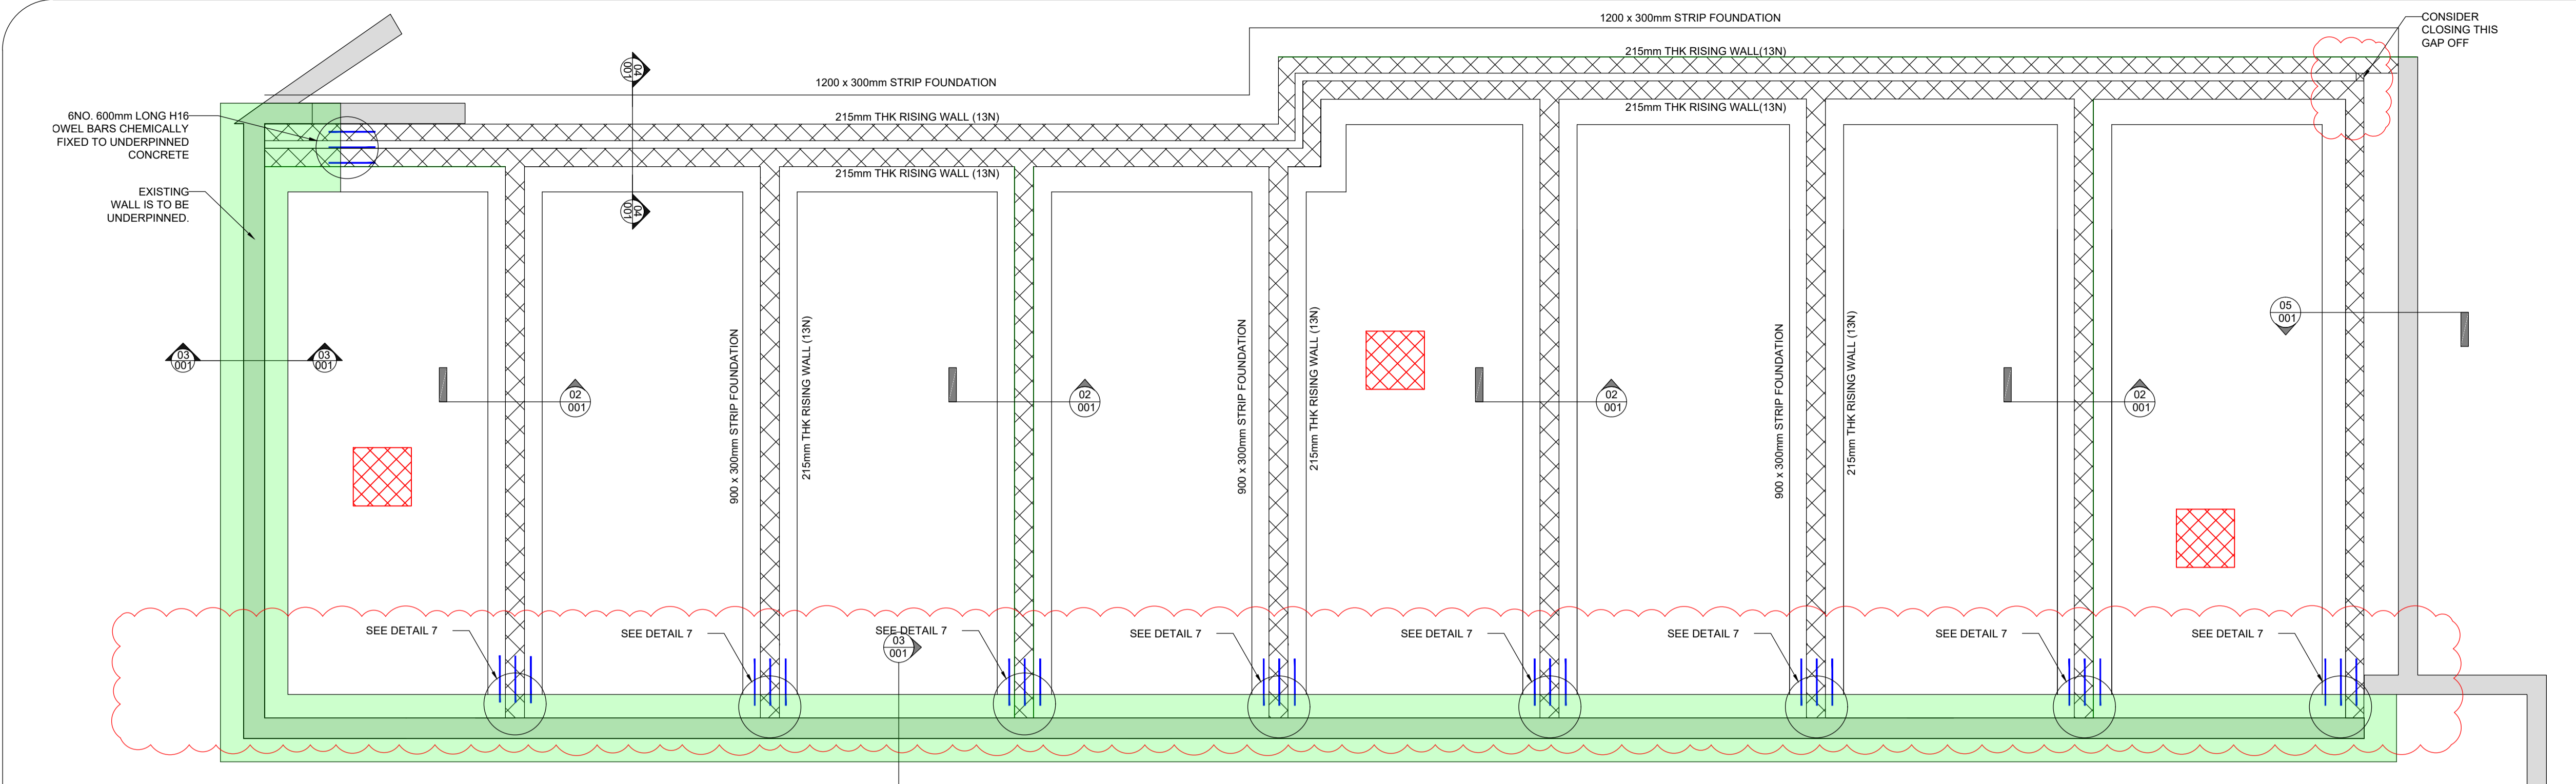 1200 x 300mm STRIP FOUNDATION
CONSIDER
CLOSING THIS
GAP OFF
215mm THK RISING WALL(13N)
1200 x 300mm STRIP FOUNDATION
04
001
215mm THK RISING WALL(13N)
6NO. 600mm LONG H16
OWEL BARS CHEMICALLY
FIXED TO UNDERPINNED
CONCRETE
215mm THK RISING WALL (13N)
215mm THK RISING WALL (13N)
EXISTING
WALL IS TO BE
UNDERPINNED.
04
001
03
001
03
001
02
001
900 x 300mm STRIP FOUNDATION
215mm THK RISING WALL (13N)
02
001
900 x 300mm STRIP FOUNDATION
215mm THK RISING WALL (13N)
02
001
900 x 300mm STRIP FOUNDATION
215mm THK RISING WALL (13N)
02
001
05
001
SEE DETAIL 7
SEE DETAIL 7
SEE DETAIL 7
03
001
SEE DETAIL 7
SEE DETAIL 7
SEE DETAIL 7
SEE DETAIL 7
SEE DETAIL 7